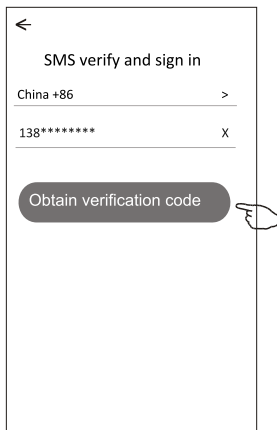 SMS verify and sign in
China +86 >
138******** X
Obtain verification code